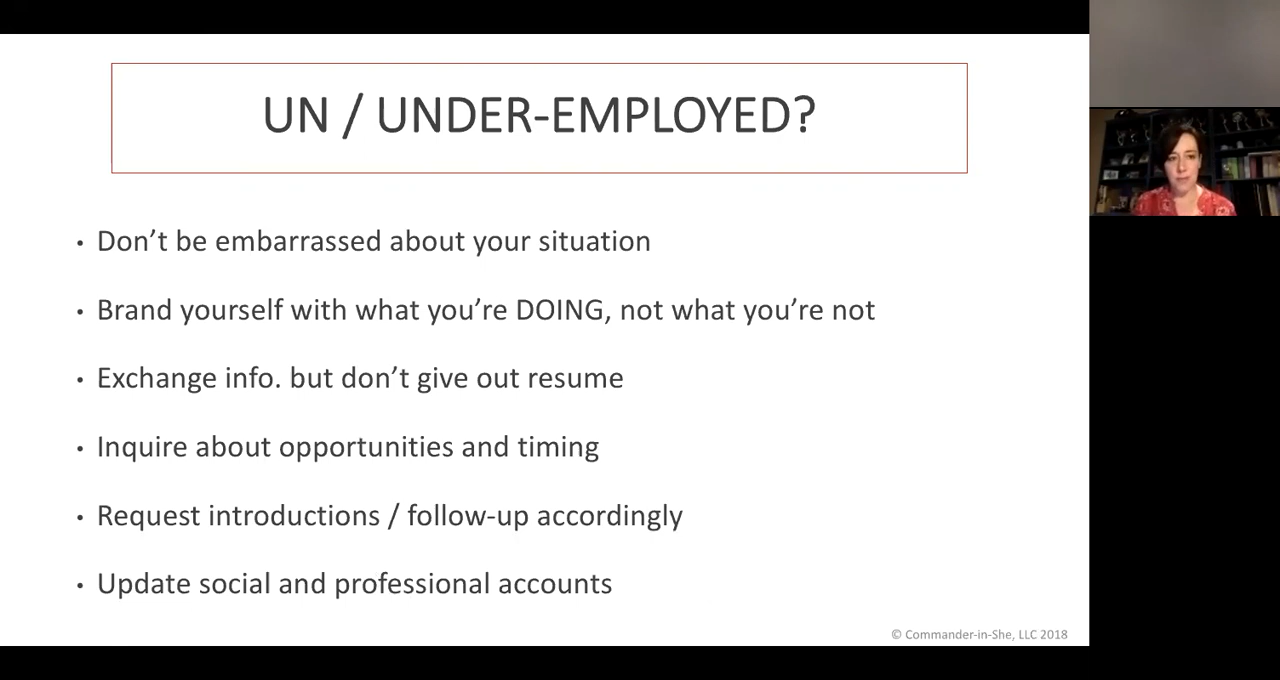 UN / UNDER-EMPLOYED?
• Don’t be embarrassed about your situation
• Brand yourself with what you’re DOING, not what you’re not
• Exchange info. but don’t give out resume
• Inquire about opportunities and timing
• Request introductions / follow-up accordingly
• Update social and professional accounts
© Commander-in-She, LLC 2018